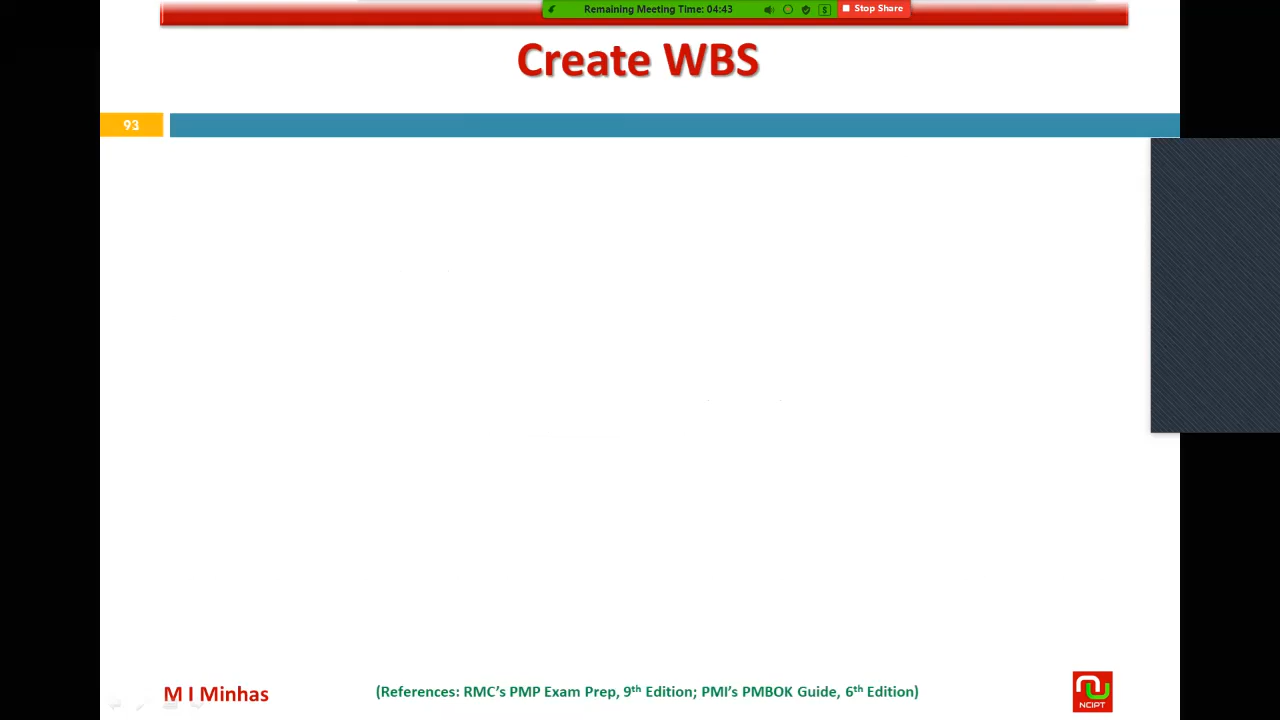 Remaining Meeting Time: 04:43
Stop Share
Create WBS
93
M I Minhas
(References: RMC's PMP Exam Prep, 9th Edition; PMI's PMBOK Guide, 6th Edition)
NCIPT